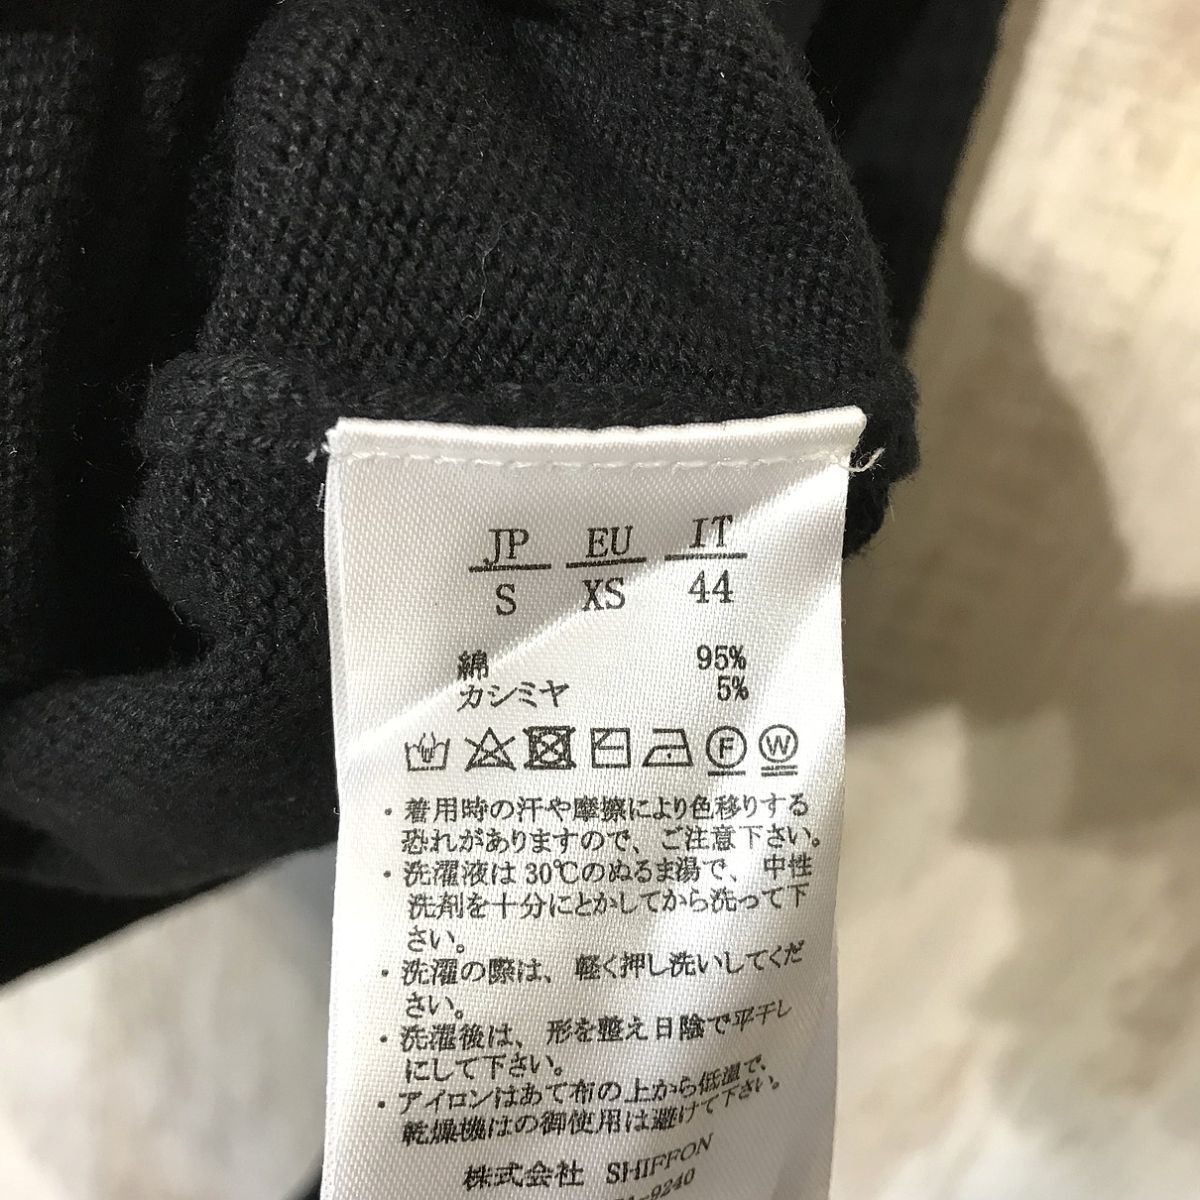 JP EU IT
S XS 44
綿 95%
カシミヤ 5%
F W
・着用時の汗や摩擦により色移りする
恐れがありますので、ご注意下さい。
・洗濯液は30℃のぬるま湯で、中性
洗剤を十分にとかしてから洗って下
さい。
・洗濯の際は、軽く押し洗いしてくだ
さい。
・洗濯後は、形を整え日陰で平干し
にして下さい。
・アイロンはあて布の上から低温で、
乾燥機はの御使用は避けて下さい。
株式会社 SHIFFON
-9240